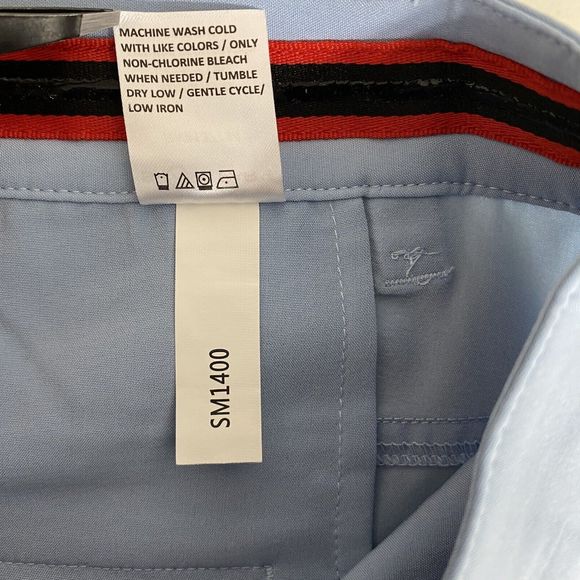 MACHINE WASH COLD
WITH LIKE COLORS / ONLY
NON-CHLORINE BLEACH
WHEN NEEDED / TUMBLE
DRY LOW / GENTLE CYCLE/
LOW IRON
SM1400